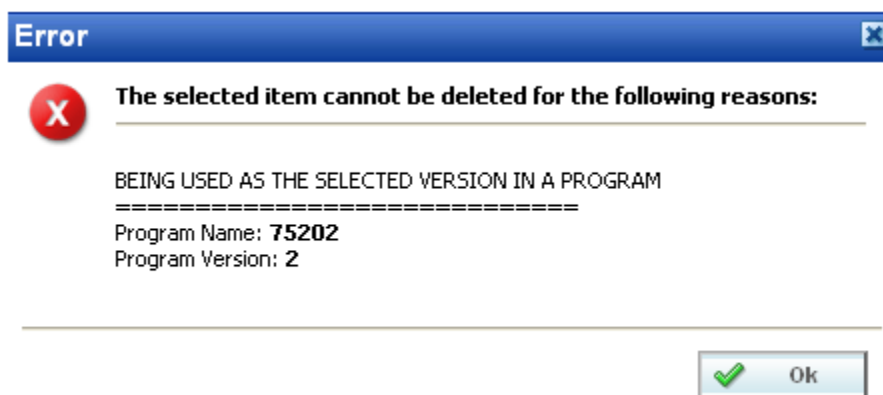 Error
The selected item cannot be deleted for the following reasons:
BEING USED AS THE SELECTED VERSION IN A PROGRAM
==============================
Program Name: 75202
Program Version: 2
Ok